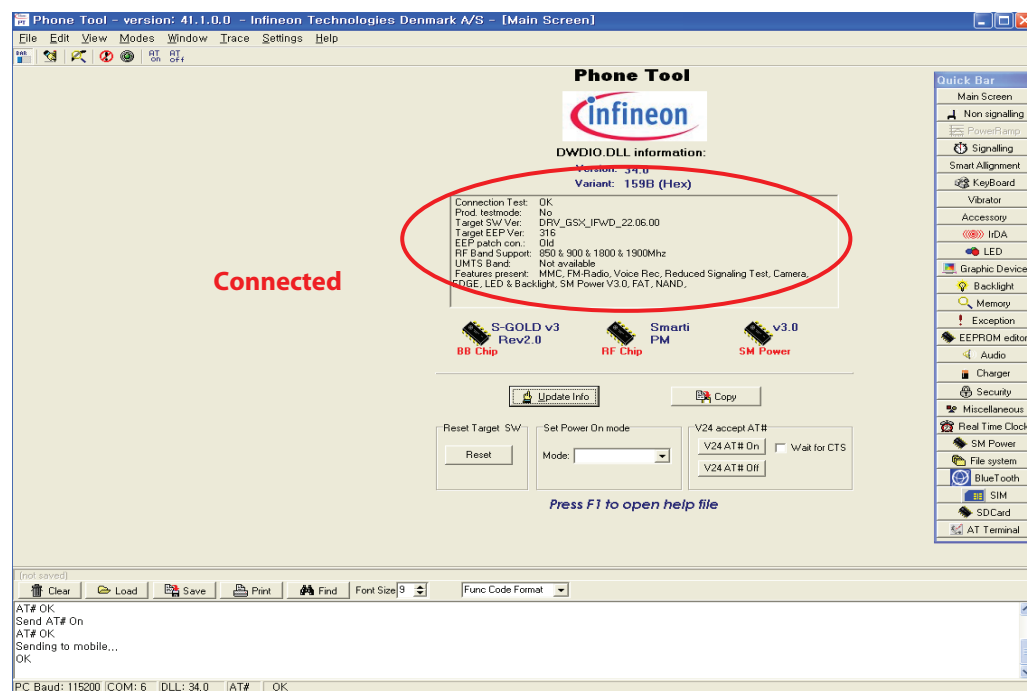 Phone Tool - version: 41.1.0.0 - Infineon Technologies Denmark A/S - [Main Screen]
File Edit View Modes Window Trace Settings Help
BAR AT on AT off
Phone Tool
infineon
DWDIO.DLL information:
Version: 34.0
Variant: 159B (Hex)
Connection Test: OK
Prod. testmode: No
Target SW Ver: DRV_GSX_IFWD_22.06.00
Target EEP Ver: 316
EEP patch con.: Old
RF Band Support: 850 & 900 & 1800 & 1900Mhz
UMTS Band: Not available
Features present: MMC, FM-Radio, Voice Rec, Reduced Signaling Test, Camera,
EDGE, LED & Backlight, SM Power V3.0, FAT, NAND,
Connected
S-GOLD v3
Rev2.0
BB Chip
Smarti
PM
RF Chip
v3.0
SM Power
Update Info
Copy
Reset Target SW
Reset
Set Power On mode
Mode:
V24 accept AT#
V24 AT# On
Wait for CTS
V24 AT# Off
Press F1 to open help file
Quick Bar
Main Screen
Non signalling
PowerRamp
Signalling
Smart Allignment
KeyBoard
Vibrator
Accessory
IrDA
LED
Graphic Device
Backlight
Memory
Exception
EEPROM editor
Audio
Charger
Security
Miscellaneous
Real Time Clock
SM Power
File system
BlueTooth
SIM
SDCard
AT Terminal
(not saved)
Clear Load Save Print Find Font Size 9 Func Code Format
AT# OK
Send AT# On
AT# OK
Sending to mobile...
OK
PC Baud: 115200 COM: 6 DLL: 34.0 AT# OK